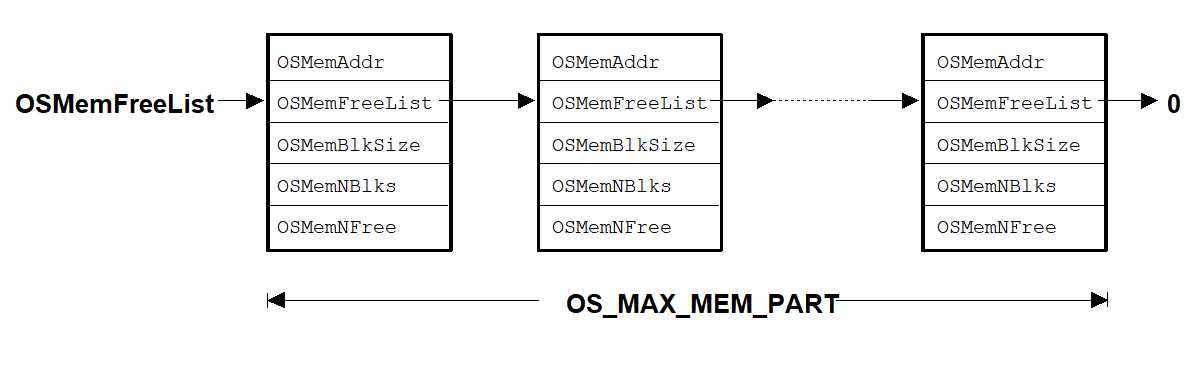 OSMemAddr OSMemAddr OSMemAddr
OSMemFreeList OSMemFreeList OSMemFreeList OSMemFreeList 0
OSMemBlkSize OSMemBlkSize OSMemBlkSize
OSMemNBlks OSMemNBlks OSMemNBlks
OSMemNFree OSMemNFree OSMemNFree
OS_MAX_MEM_PART